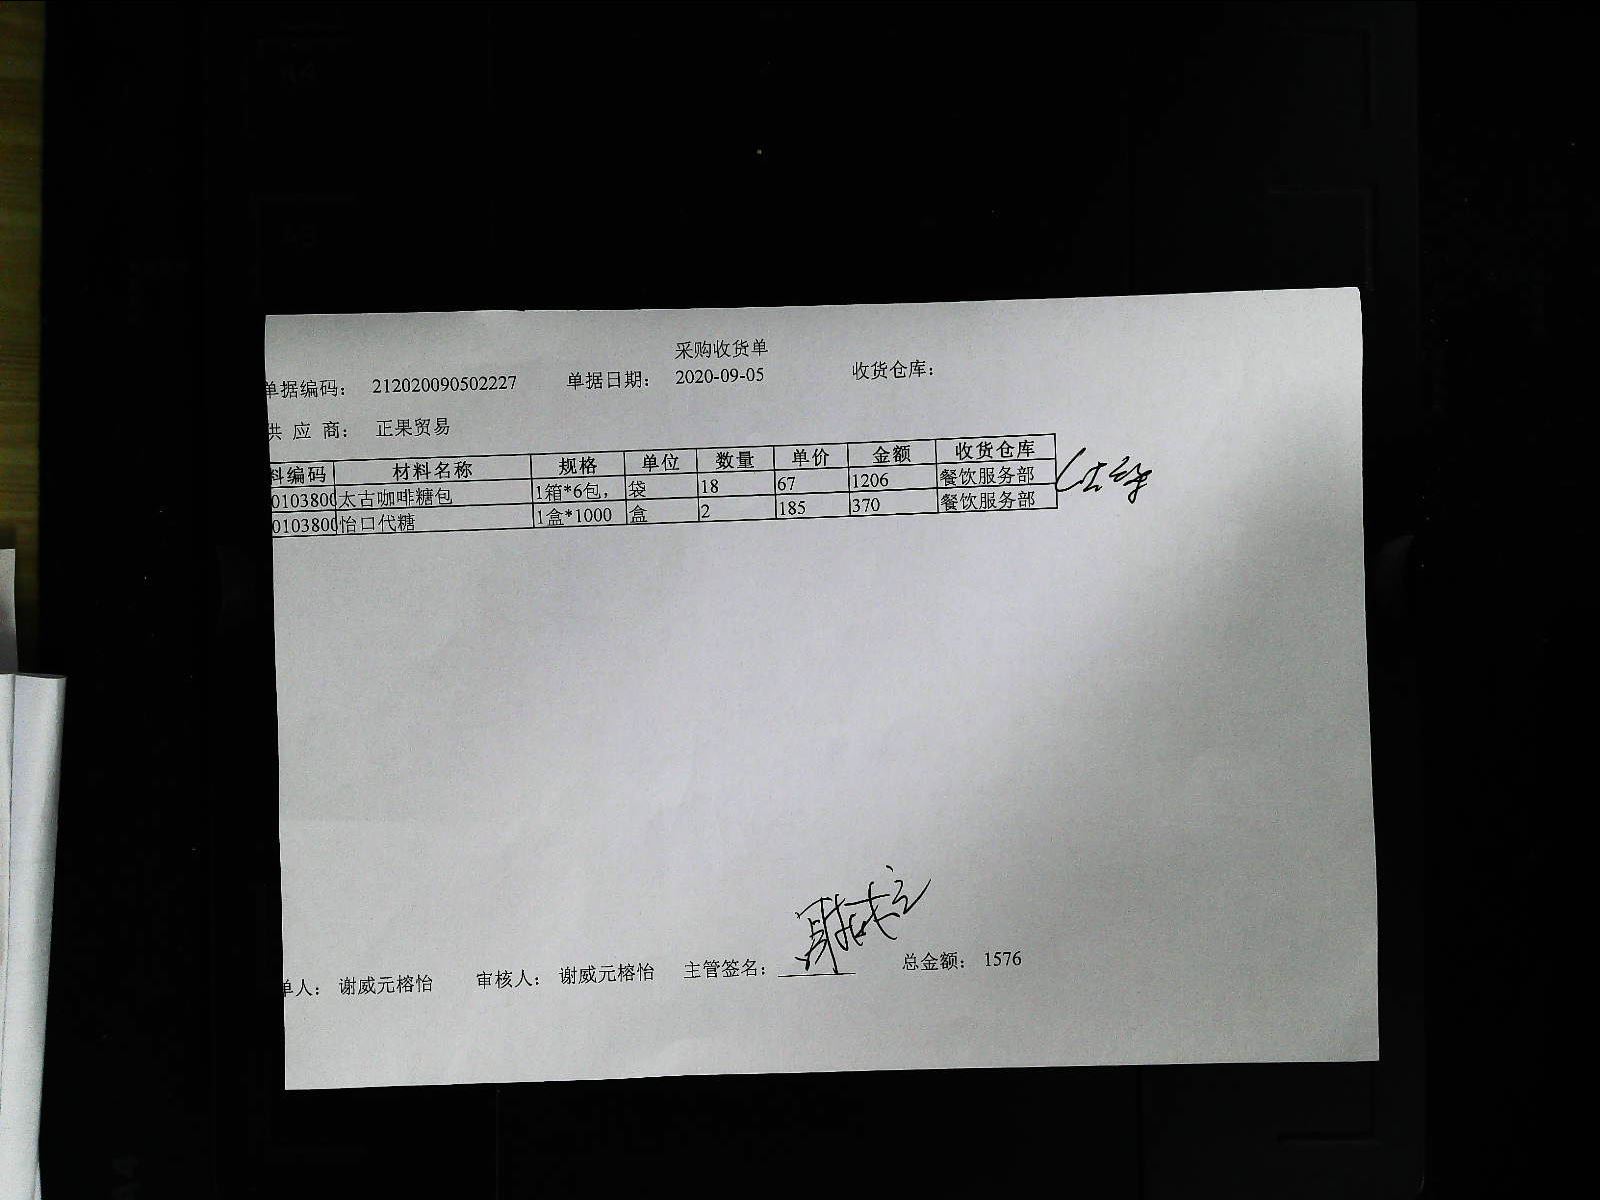 采购收货单
单据编码： 212020090502227 单据日期： 2020-09-05 收货仓库：
供 应 商： 正果贸易
料编码 材料名称 规格 单位 数量 单价 金额 收货仓库
0103800 太古咖啡糖包 1箱*6包， 袋 18 67 1206 餐饮服务部
0103800 怡口代糖 1盒*1000 盒 2 185 370 餐饮服务部
单人： 谢威元榕怡 审核人： 谢威元榕怡 主管签名： 总金额： 1576